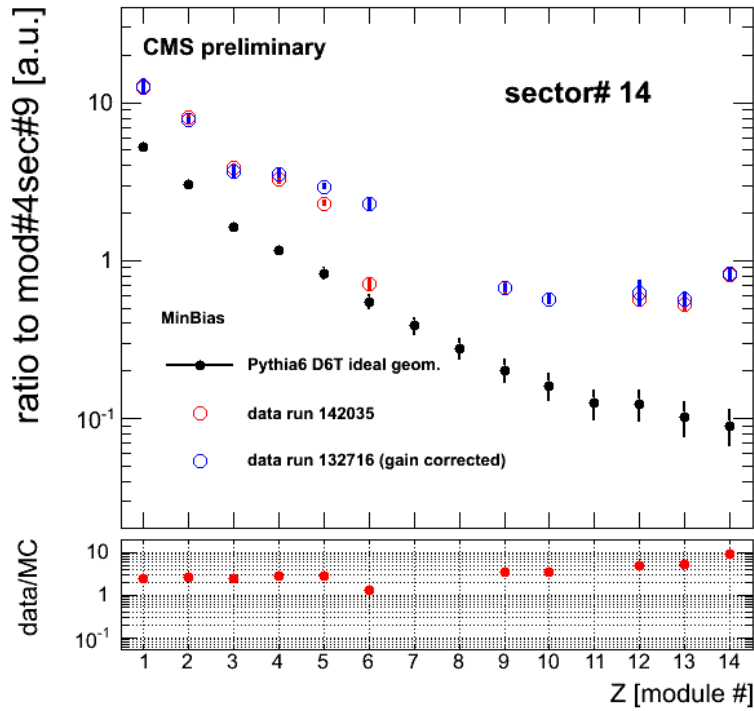 CMS preliminary
sector# 14
ratio to mod#4sec#9 [a.u.]
10
1
10⁻¹
MinBias
Pythia6 D6T ideal geom.
data run 142035
data run 132716 (gain corrected)
data/MC
10
1
10⁻¹
1 2 3 4 5 6 7 8 9 10 11 12 13 14
Z [module #]